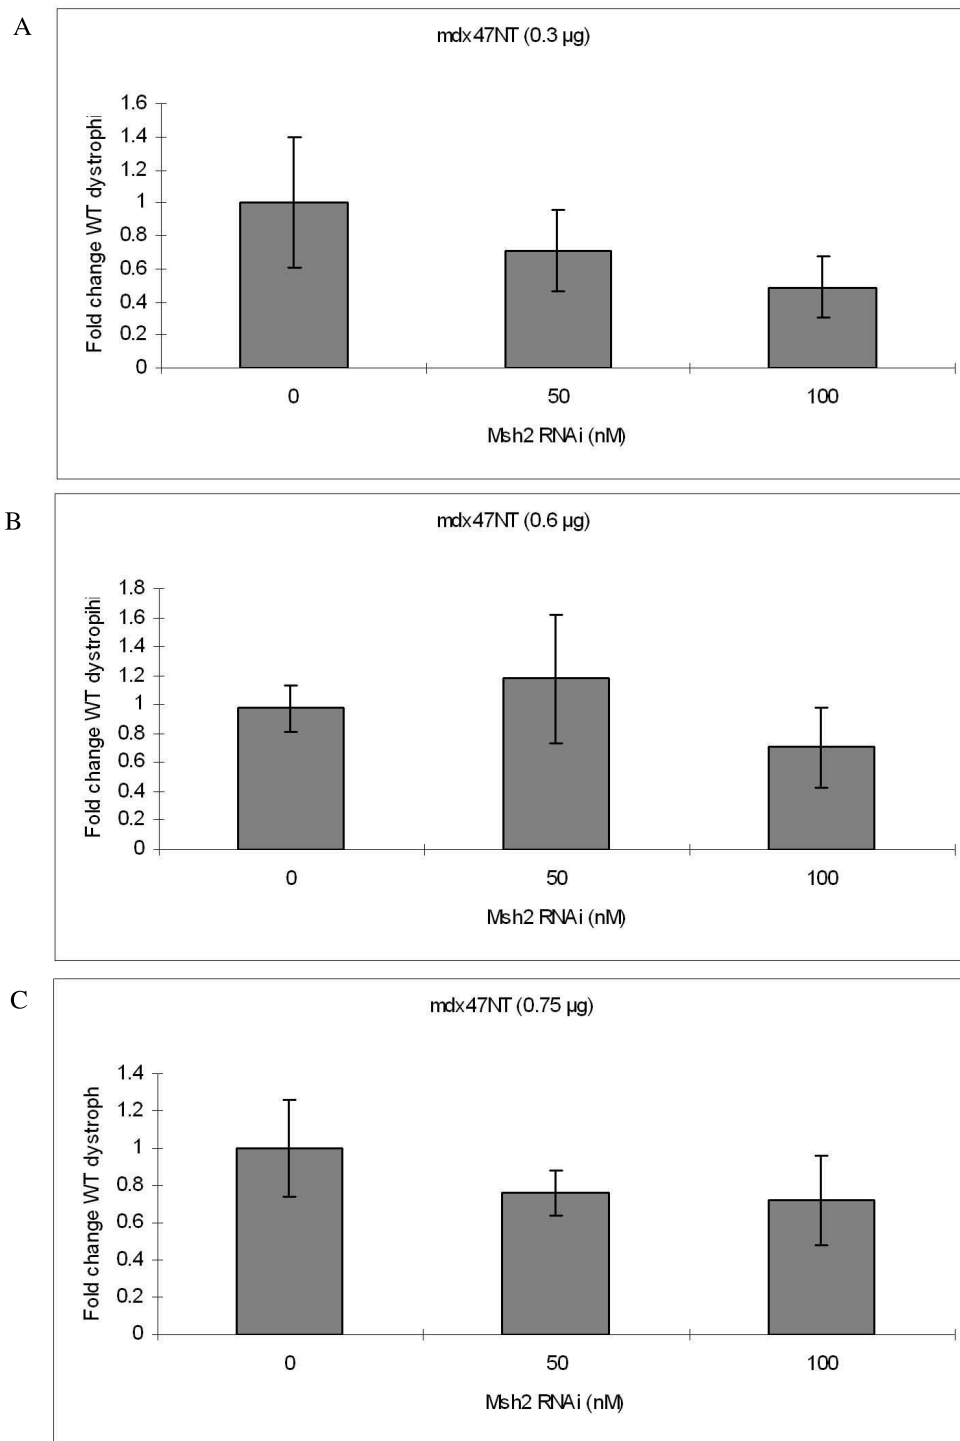 A
mdx47NT (0.3 µg)
Fold change WT dystrophi
1.6
1.4
1.2
1
0.8
0.6
0.4
0.2
0
0 50 100
Msh2 RNAi (nM)
B
mdx47NT (0.6 µg)
Fold change WT dystropihi
1.8
1.6
1.4
1.2
1
0.8
0.6
0.4
0.2
0
0 50 100
Msh2 RNAi (nM)
C
mdx47NT (0.75 µg)
Fold change WT dystroph
1.4
1.2
1
0.8
0.6
0.4
0.2
0
0 50 100
Msh2 RNAi (nM)